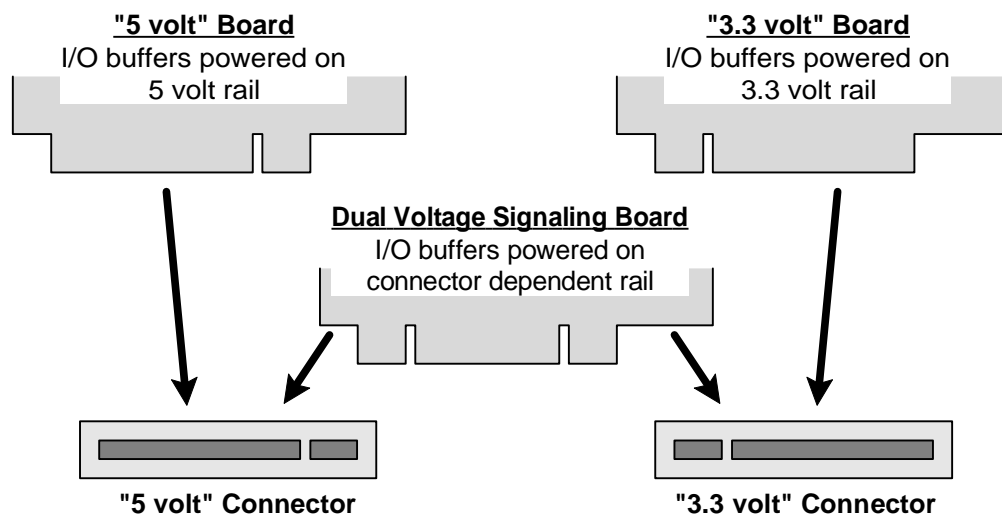 "5 volt" Board
I/O buffers powered on
5 volt rail
"3.3 volt" Board
I/O buffers powered on
3.3 volt rail
Dual Voltage Signaling Board
I/O buffers powered on
connector dependent rail
"5 volt" Connector
"3.3 volt" Connector